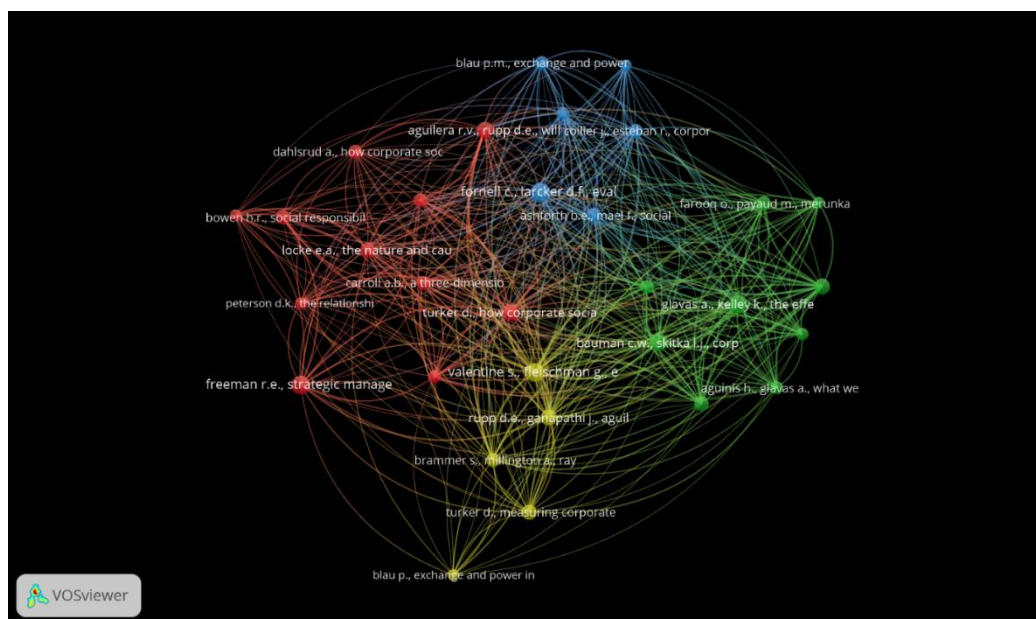 blau p.m., exchange and power
aguilera r.v., rupp d.e., will
collier j., esteban r., corpor
dahlsrud a., how corporate soc
fornell c., larcker d.f., eval
farooq o., payaud m., merunka
bowen h.r., social responsibil
ashforth b.e., mael f., social
locke e.a., the nature and cau
carroll a.b., a three-dimensio
peterson d.k., the relationshi
glavas a., kelley k., the effe
turker d., how corporate socia
bauman c.w., skitka l.j., corp
valentine s., fleischman g., e
freeman r.e., strategic manage
aguinis h., glavas a., what we
rupp d.e., ganapathi j., aguil
brammer s., millington a., ray
turker d., measuring corporate
blau p., exchange and power in
VOSviewer